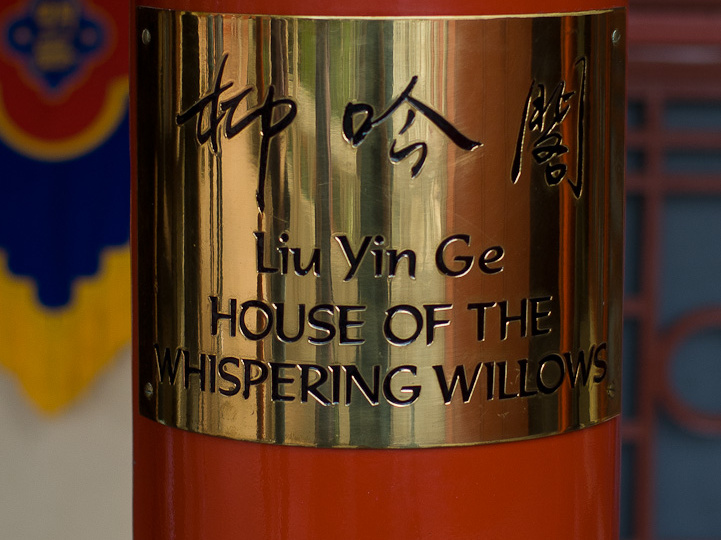 柳吟閣
Liu Yin Ge
HOUSE OF THE
WHISPERING WILLOWS